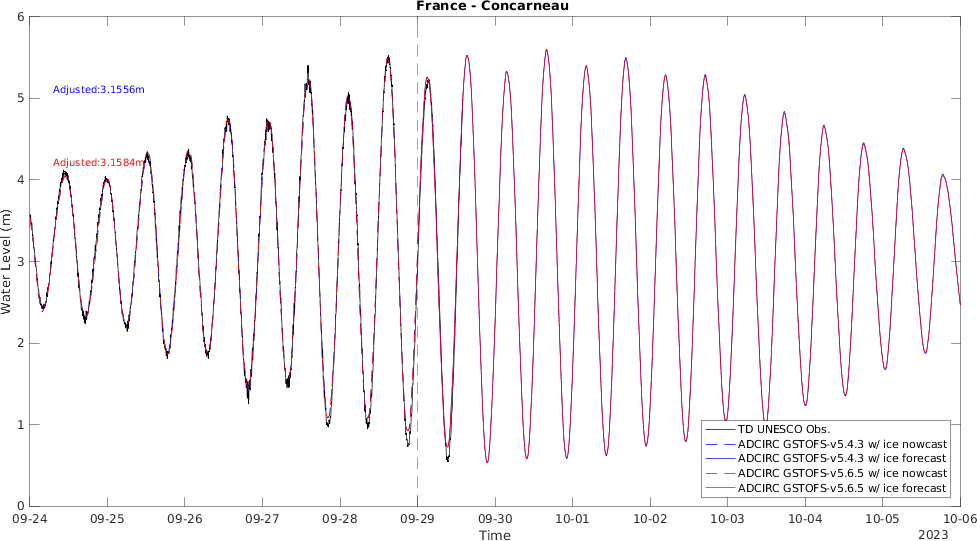 France - Concarneau
6
5
4
3
2
1
0
Water Level (m)
Adjusted:3.1556m
Adjusted:3.1584m
TD UNESCO Obs.
ADCIRC GSTOFS-v5.4.3 w/ ice nowcast
ADCIRC GSTOFS-v5.4.3 w/ ice forecast
ADCIRC GSTOFS-v5.6.5 w/ ice nowcast
ADCIRC GSTOFS-v5.6.5 w/ ice forecast
09-24 09-25 09-26 09-27 09-28 09-29 09-30 10-01 10-02 10-03 10-04 10-05 10-06
Time
2023